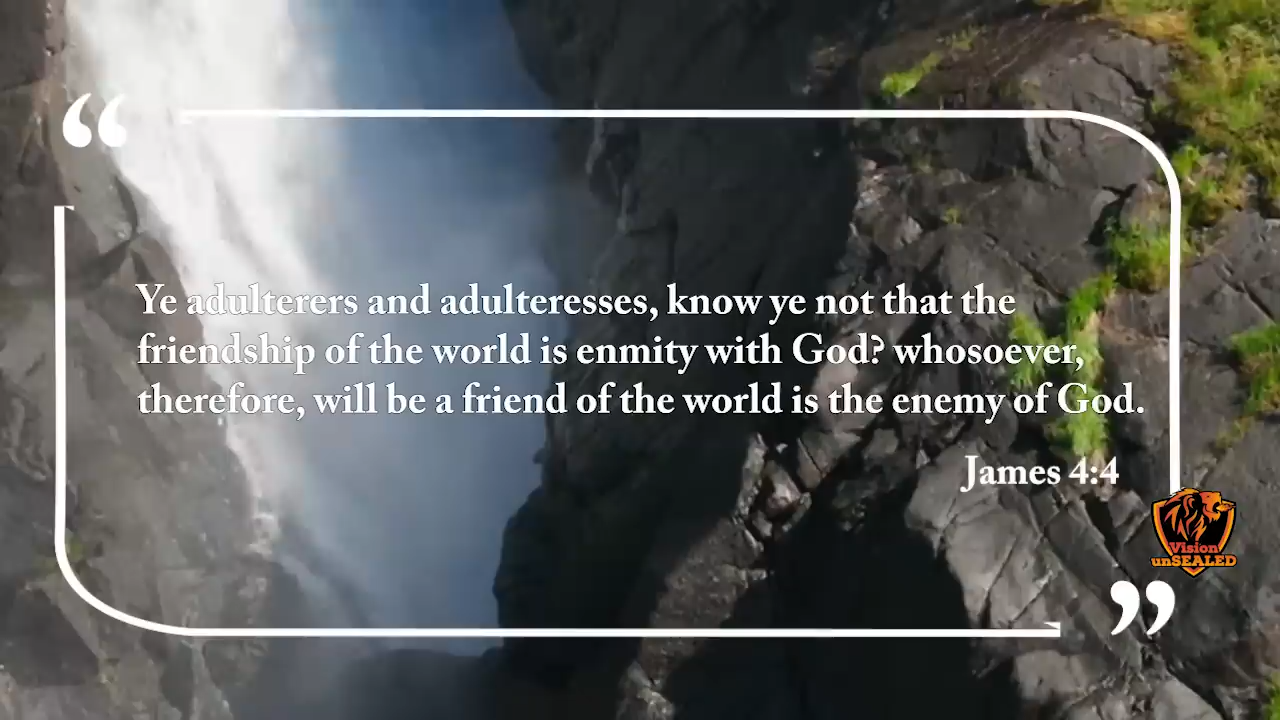 “
Ye adulterers and adulteresses, know ye not that the
friendship of the world is enmity with God? whosoever,
therefore, will be a friend of the world is the enemy of God.
James 4:4
Vision
unSEALED
”